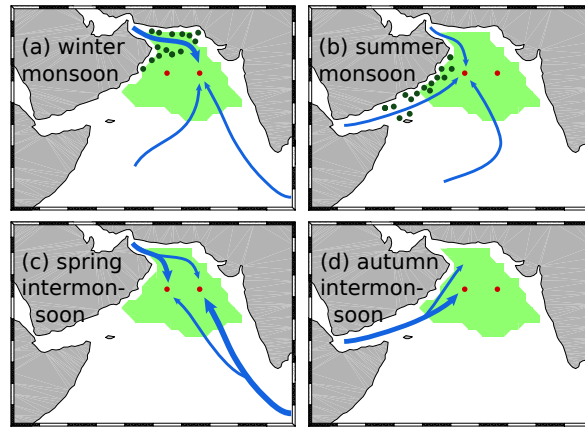 (a) winter
monsoon
(b) summer
monsoon
(c) spring
intermon-
soon
(d) autumn
intermon-
soon